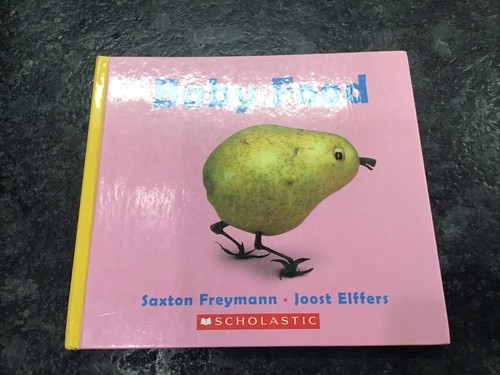 Baby Food
Saxton Freymann • Joost Elffers
SCHOLASTIC